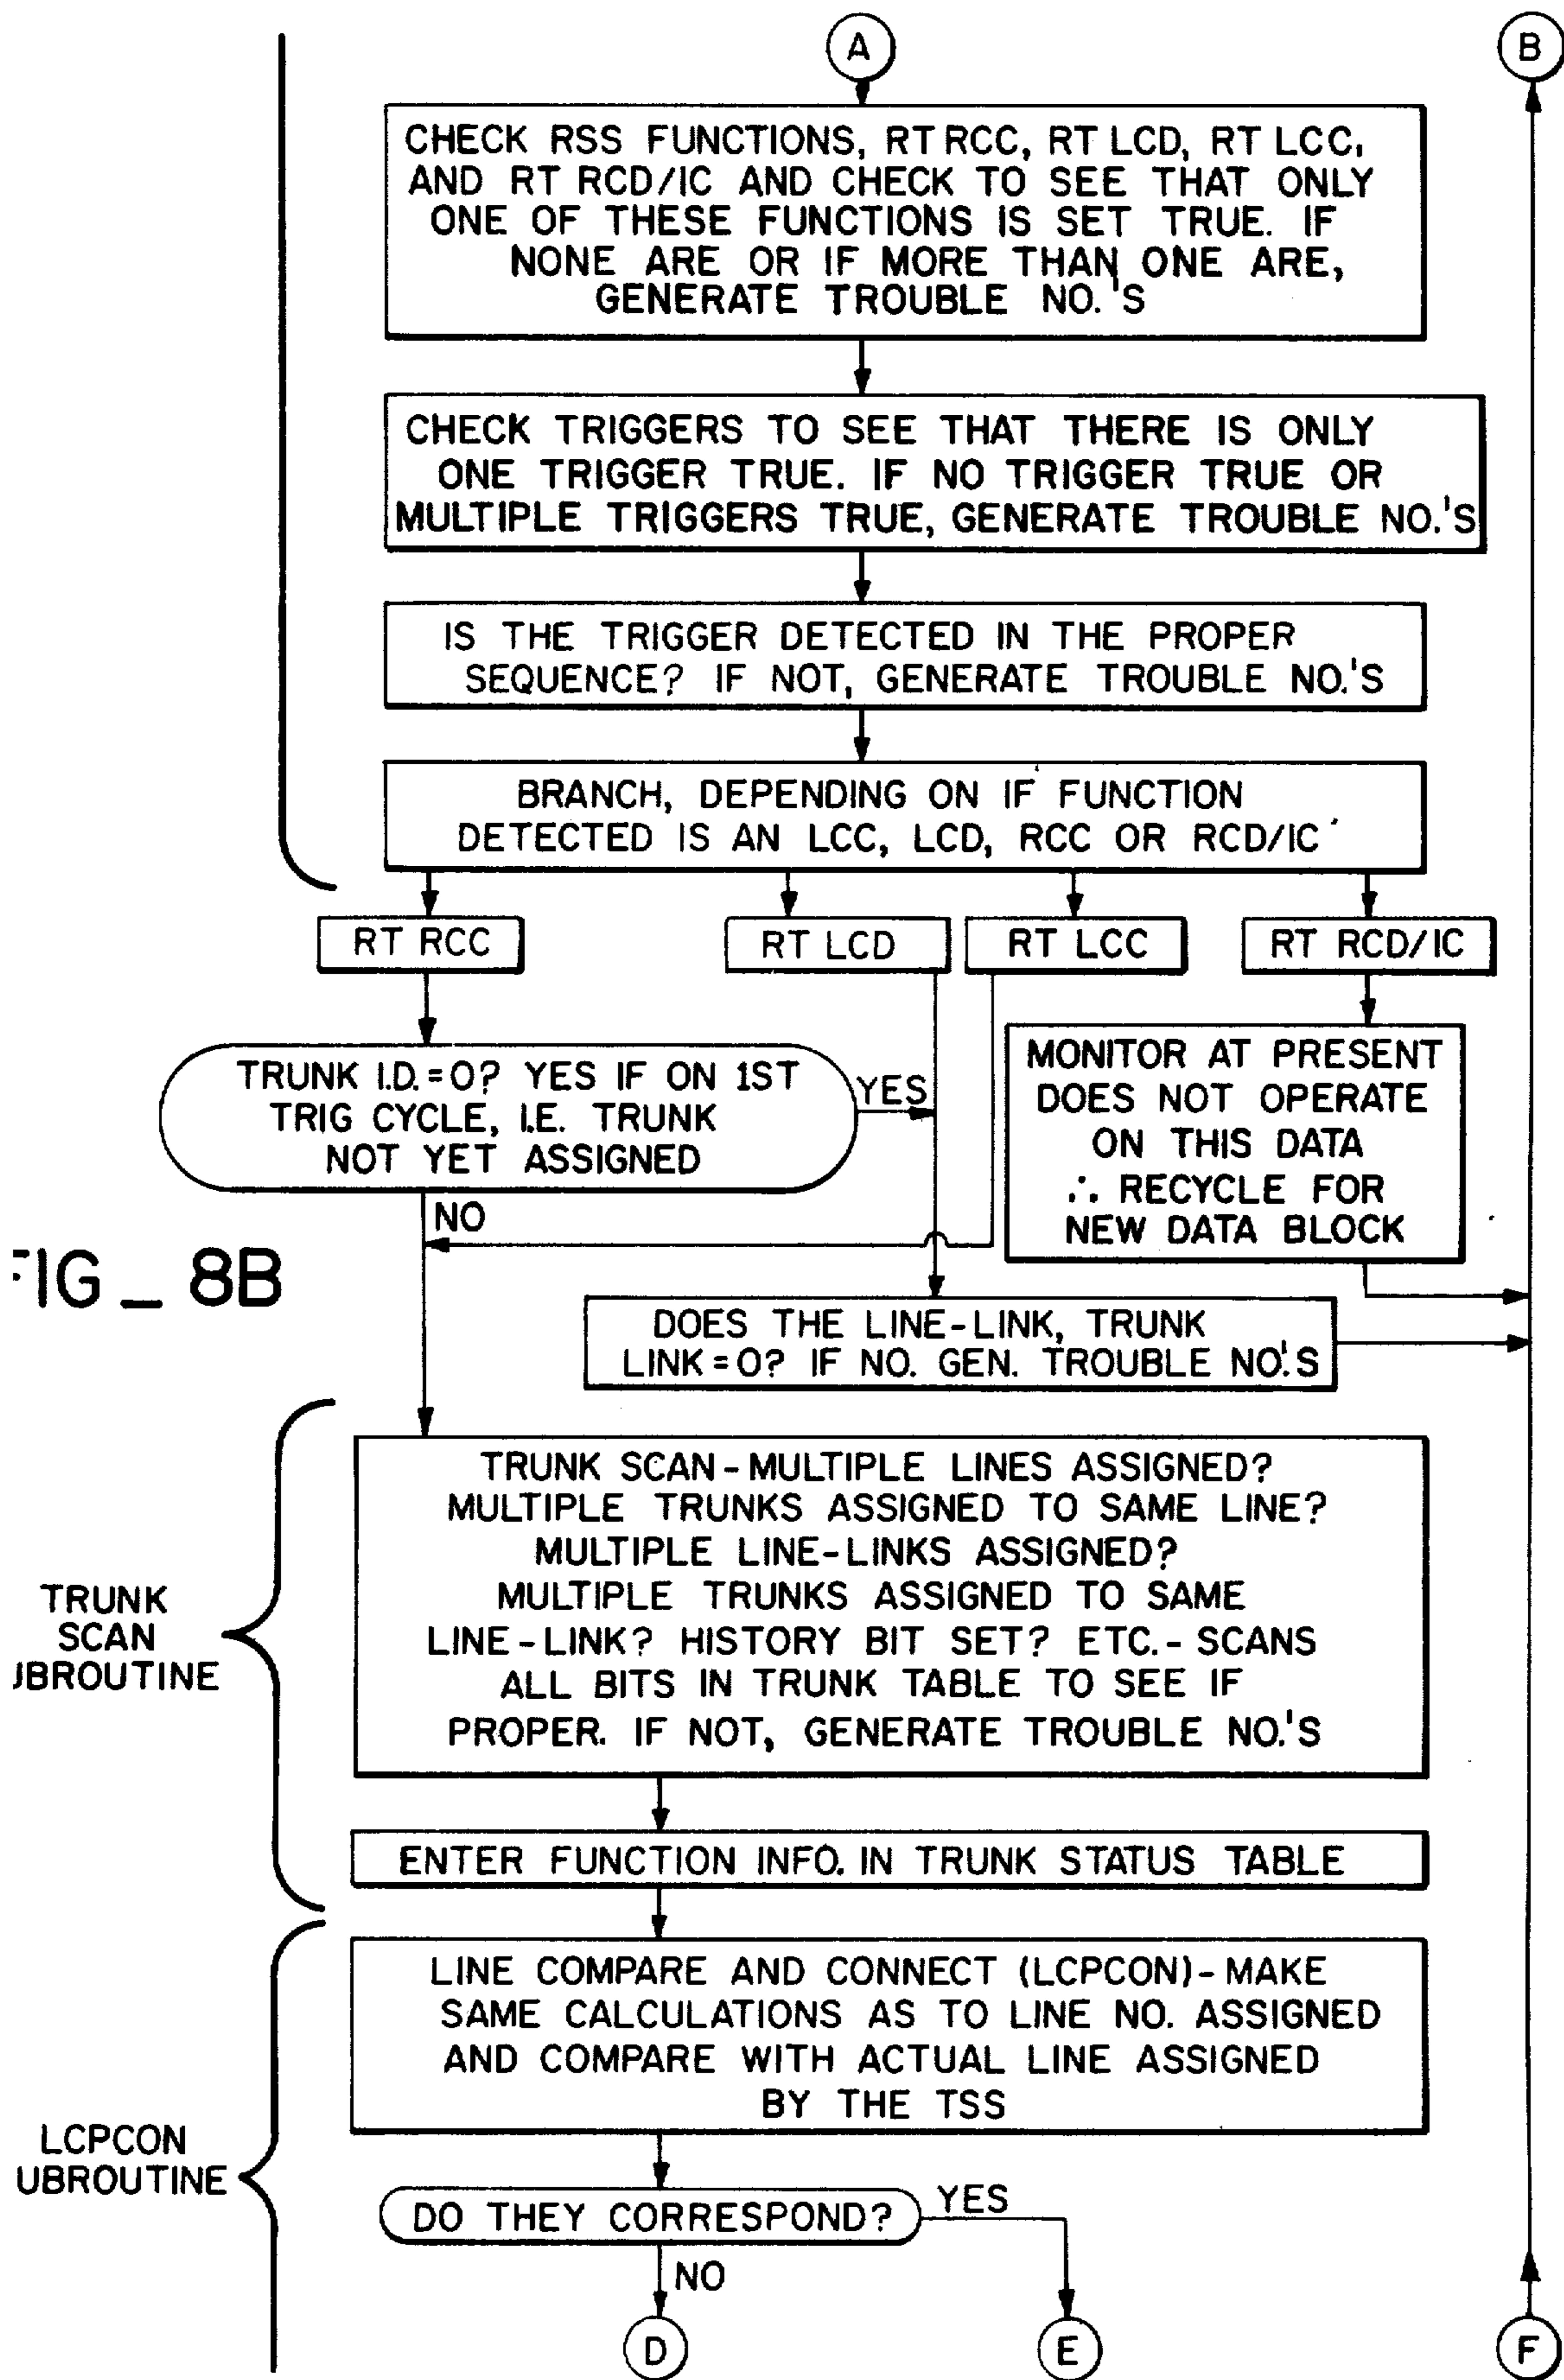 A
B
CHECK RSS FUNCTIONS, RT RCC, RT LCD, RT LCC,
AND RT RCD/IC AND CHECK TO SEE THAT ONLY
ONE OF THESE FUNCTIONS IS SET TRUE. IF
NONE ARE OR IF MORE THAN ONE ARE,
GENERATE TROUBLE NO.'S
CHECK TRIGGERS TO SEE THAT THERE IS ONLY
ONE TRIGGER TRUE. IF NO TRIGGER TRUE OR
MULTIPLE TRIGGERS TRUE, GENERATE TROUBLE NO.'S
IS THE TRIGGER DETECTED IN THE PROPER
SEQUENCE? IF NOT, GENERATE TROUBLE NO.'S
BRANCH, DEPENDING ON IF FUNCTION
DETECTED IS AN LCC, LCD, RCC OR RCD/IC
RT RCC
RT LCD
RT LCC
RT RCD/IC
TRUNK I.D.=0? YES IF ON 1ST
TRIG CYCLE, I.E. TRUNK
NOT YET ASSIGNED
YES
NO
MONITOR AT PRESENT
DOES NOT OPERATE
ON THIS DATA
∴ RECYCLE FOR
NEW DATA BLOCK
FIG_8B
DOES THE LINE-LINK, TRUNK
LINK=0? IF NO. GEN. TROUBLE NO.'S
TRUNK SCAN-MULTIPLE LINES ASSIGNED?
MULTIPLE TRUNKS ASSIGNED TO SAME LINE?
MULTIPLE LINE-LINKS ASSIGNED?
MULTIPLE TRUNKS ASSIGNED TO SAME
LINE-LINK? HISTORY BIT SET? ETC.-SCANS
ALL BITS IN TRUNK TABLE TO SEE IF
PROPER. IF NOT, GENERATE TROUBLE NO.'S
TRUNK
SCAN
UBROUTINE
ENTER FUNCTION INFO. IN TRUNK STATUS TABLE
LINE COMPARE AND CONNECT (LCPCON)-MAKE
SAME CALCULATIONS AS TO LINE NO. ASSIGNED
AND COMPARE WITH ACTUAL LINE ASSIGNED
BY THE TSS
LCPCON
UBROUTINE
DO THEY CORRESPOND?
YES
NO
D
E
F